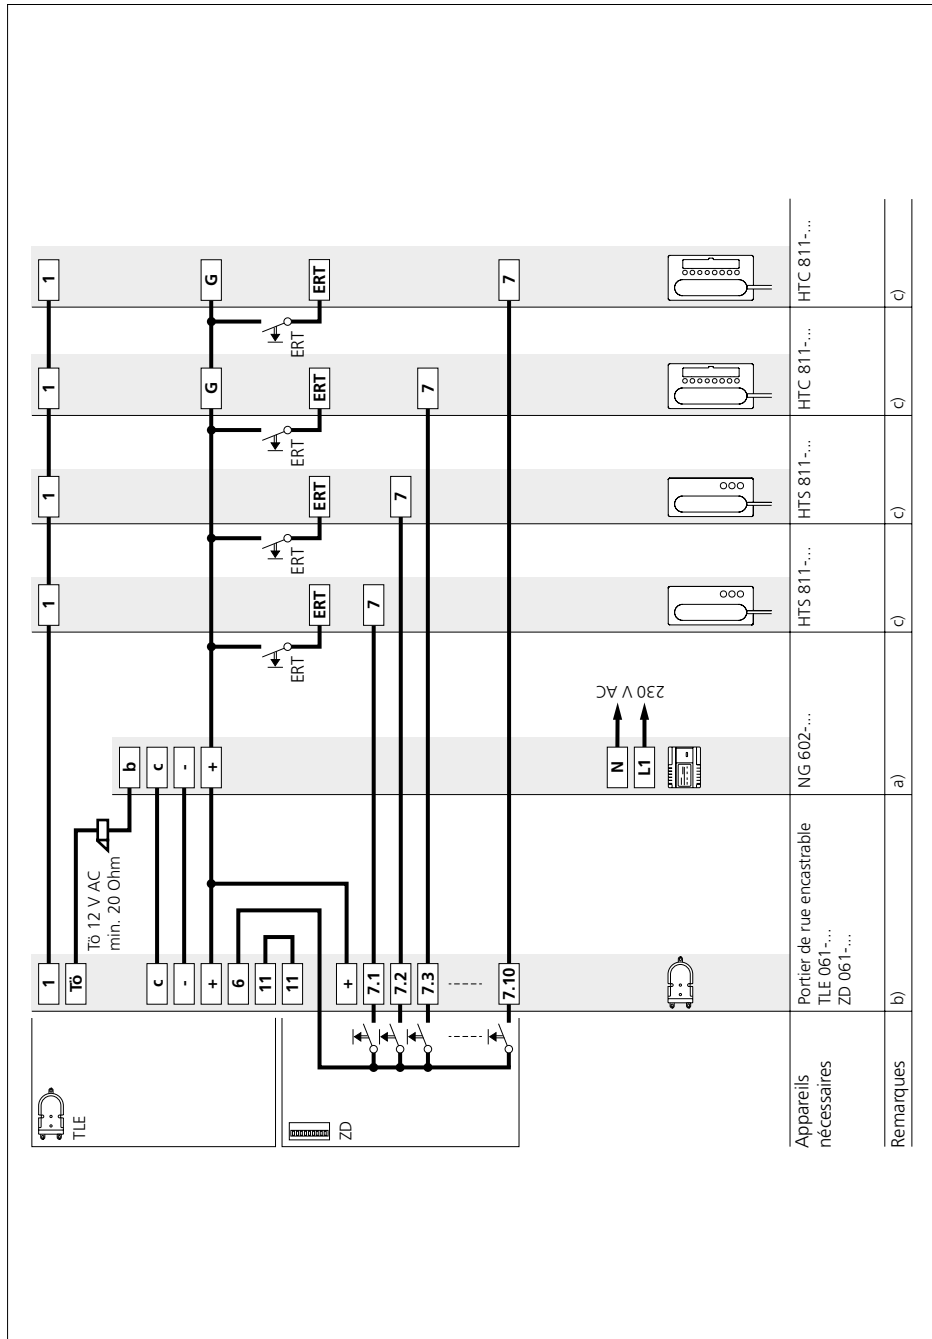 1 1 1 1 1
TLE
Tö
Tö 12 V AC
min. 20 Ohm
b
c c
- -
+ + G G
6
11
11
ERT ERT ERT ERT
ERT ERT ERT ERT
ZD
+
7.1 7
7.2 7
7.3 7
7.10 7
N
L1
230 V AC
Appareils
nécessaires
Portier de rue encastrable
TLE 061-...
ZD 061-...
NG 602-...
HTS 811-...
HTS 811-...
HTC 811-...
HTC 811-...
Remarques
b)
a)
c)
c)
c)
c)